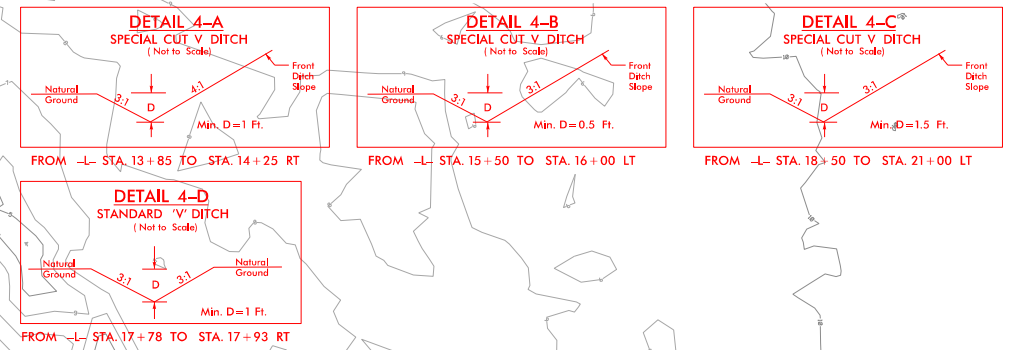 DETAIL 4-A
SPECIAL CUT V DITCH
(Not to Scale)
Natural
Ground
3:1
D
4:1
Front
Ditch
Slope
Min. D=1 Ft.
FROM -L- STA. 13+85 TO STA. 14+25 RT
DETAIL 4-B
SPECIAL CUT V DITCH
(Not to Scale)
Natural
Ground
3:1
D
3:1
Front
Ditch
Slope
Min. D=0.5 Ft.
FROM -L- STA. 15+50 TO STA. 16+00 LT
DETAIL 4-C
SPECIAL CUT V DITCH
(Not to Scale)
Natural
Ground
3:1
D
3:1
Front
Ditch
Slope
Min. D=1.5 Ft.
FROM -L- STA. 18+50 TO STA. 21+00 LT
DETAIL 4-D
STANDARD 'V' DITCH
(Not to Scale)
Natural
Ground
3:1
D
3:1
Natural
Ground
Min. D=1 Ft.
FROM -L- STA. 17+78 TO STA. 17+93 RT